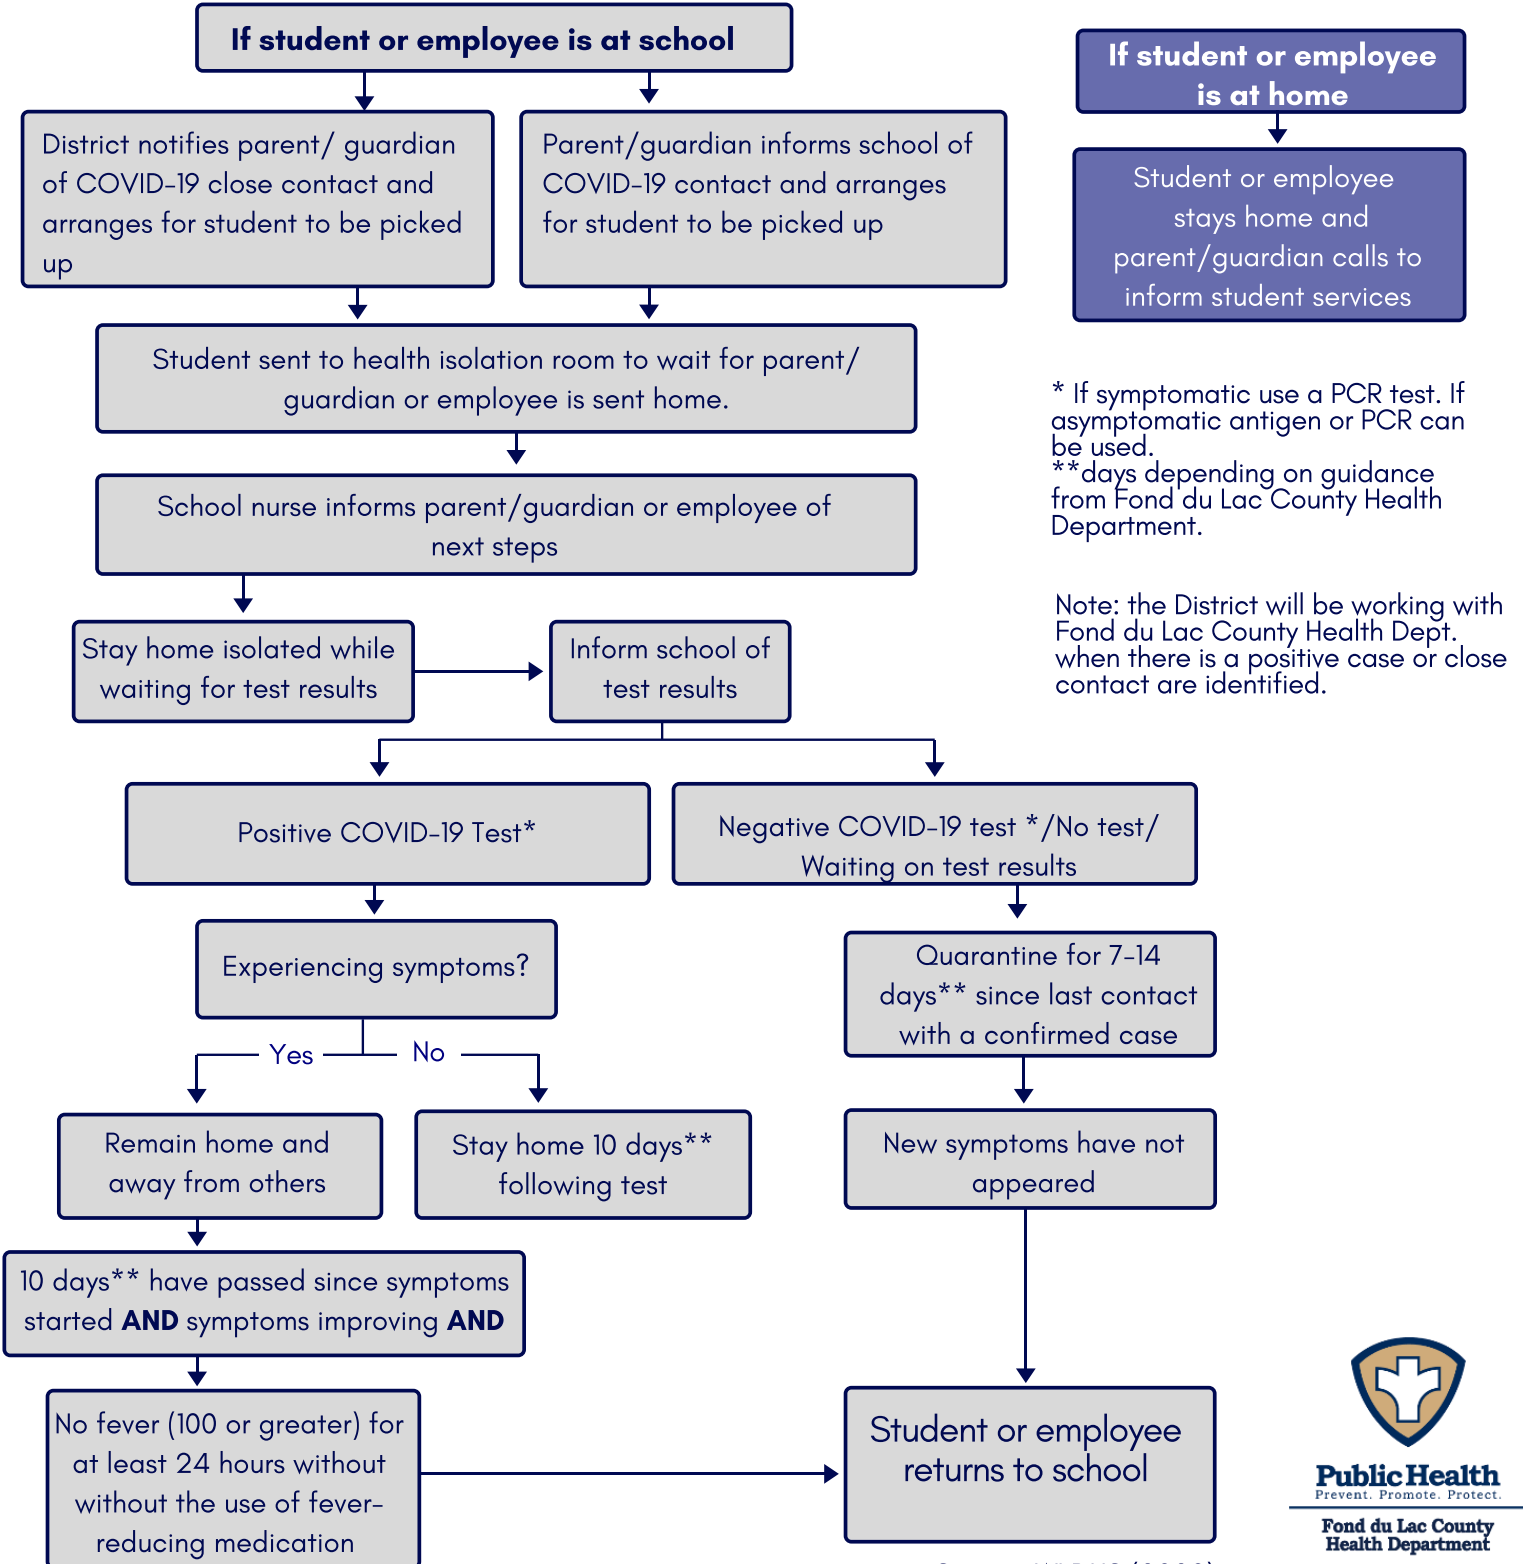 If student or employee is at school
If student or employee
is at home
District notifies parent/ guardian
of COVID-19 close contact and
arranges for student to be picked
up
Parent/guardian informs school of
COVID-19 contact and arranges
for student to be picked up
Student or employee
stays home and
parent/guardian calls to
inform student services
Student sent to health isolation room to wait for parent/
guardian or employee is sent home.
* If symptomatic use a PCR test. If
asymptomatic antigen or PCR can
be used.
**days depending on guidance
from Fond du Lac County Health
Department.
School nurse informs parent/guardian or employee of
next steps
Note: the District will be working with
Fond du Lac County Health Dept.
when there is a positive case or close
contact are identified.
Stay home isolated while
waiting for test results
Inform school of
test results
Positive COVID-19 Test*
Negative COVID-19 test */No test/
Waiting on test results
Experiencing symptoms?
Quarantine for 7-14
days** since last contact
with a confirmed case
Yes
No
Remain home and
away from others
Stay home 10 days**
following test
New symptoms have not
appeared
10 days** have passed since symptoms
started AND symptoms improving AND
No fever (100 or greater) for
at least 24 hours without
without the use of fever-
reducing medication
Student or employee
returns to school
Public Health
Prevent. Promote. Protect.
Fond du Lac County
Health Department